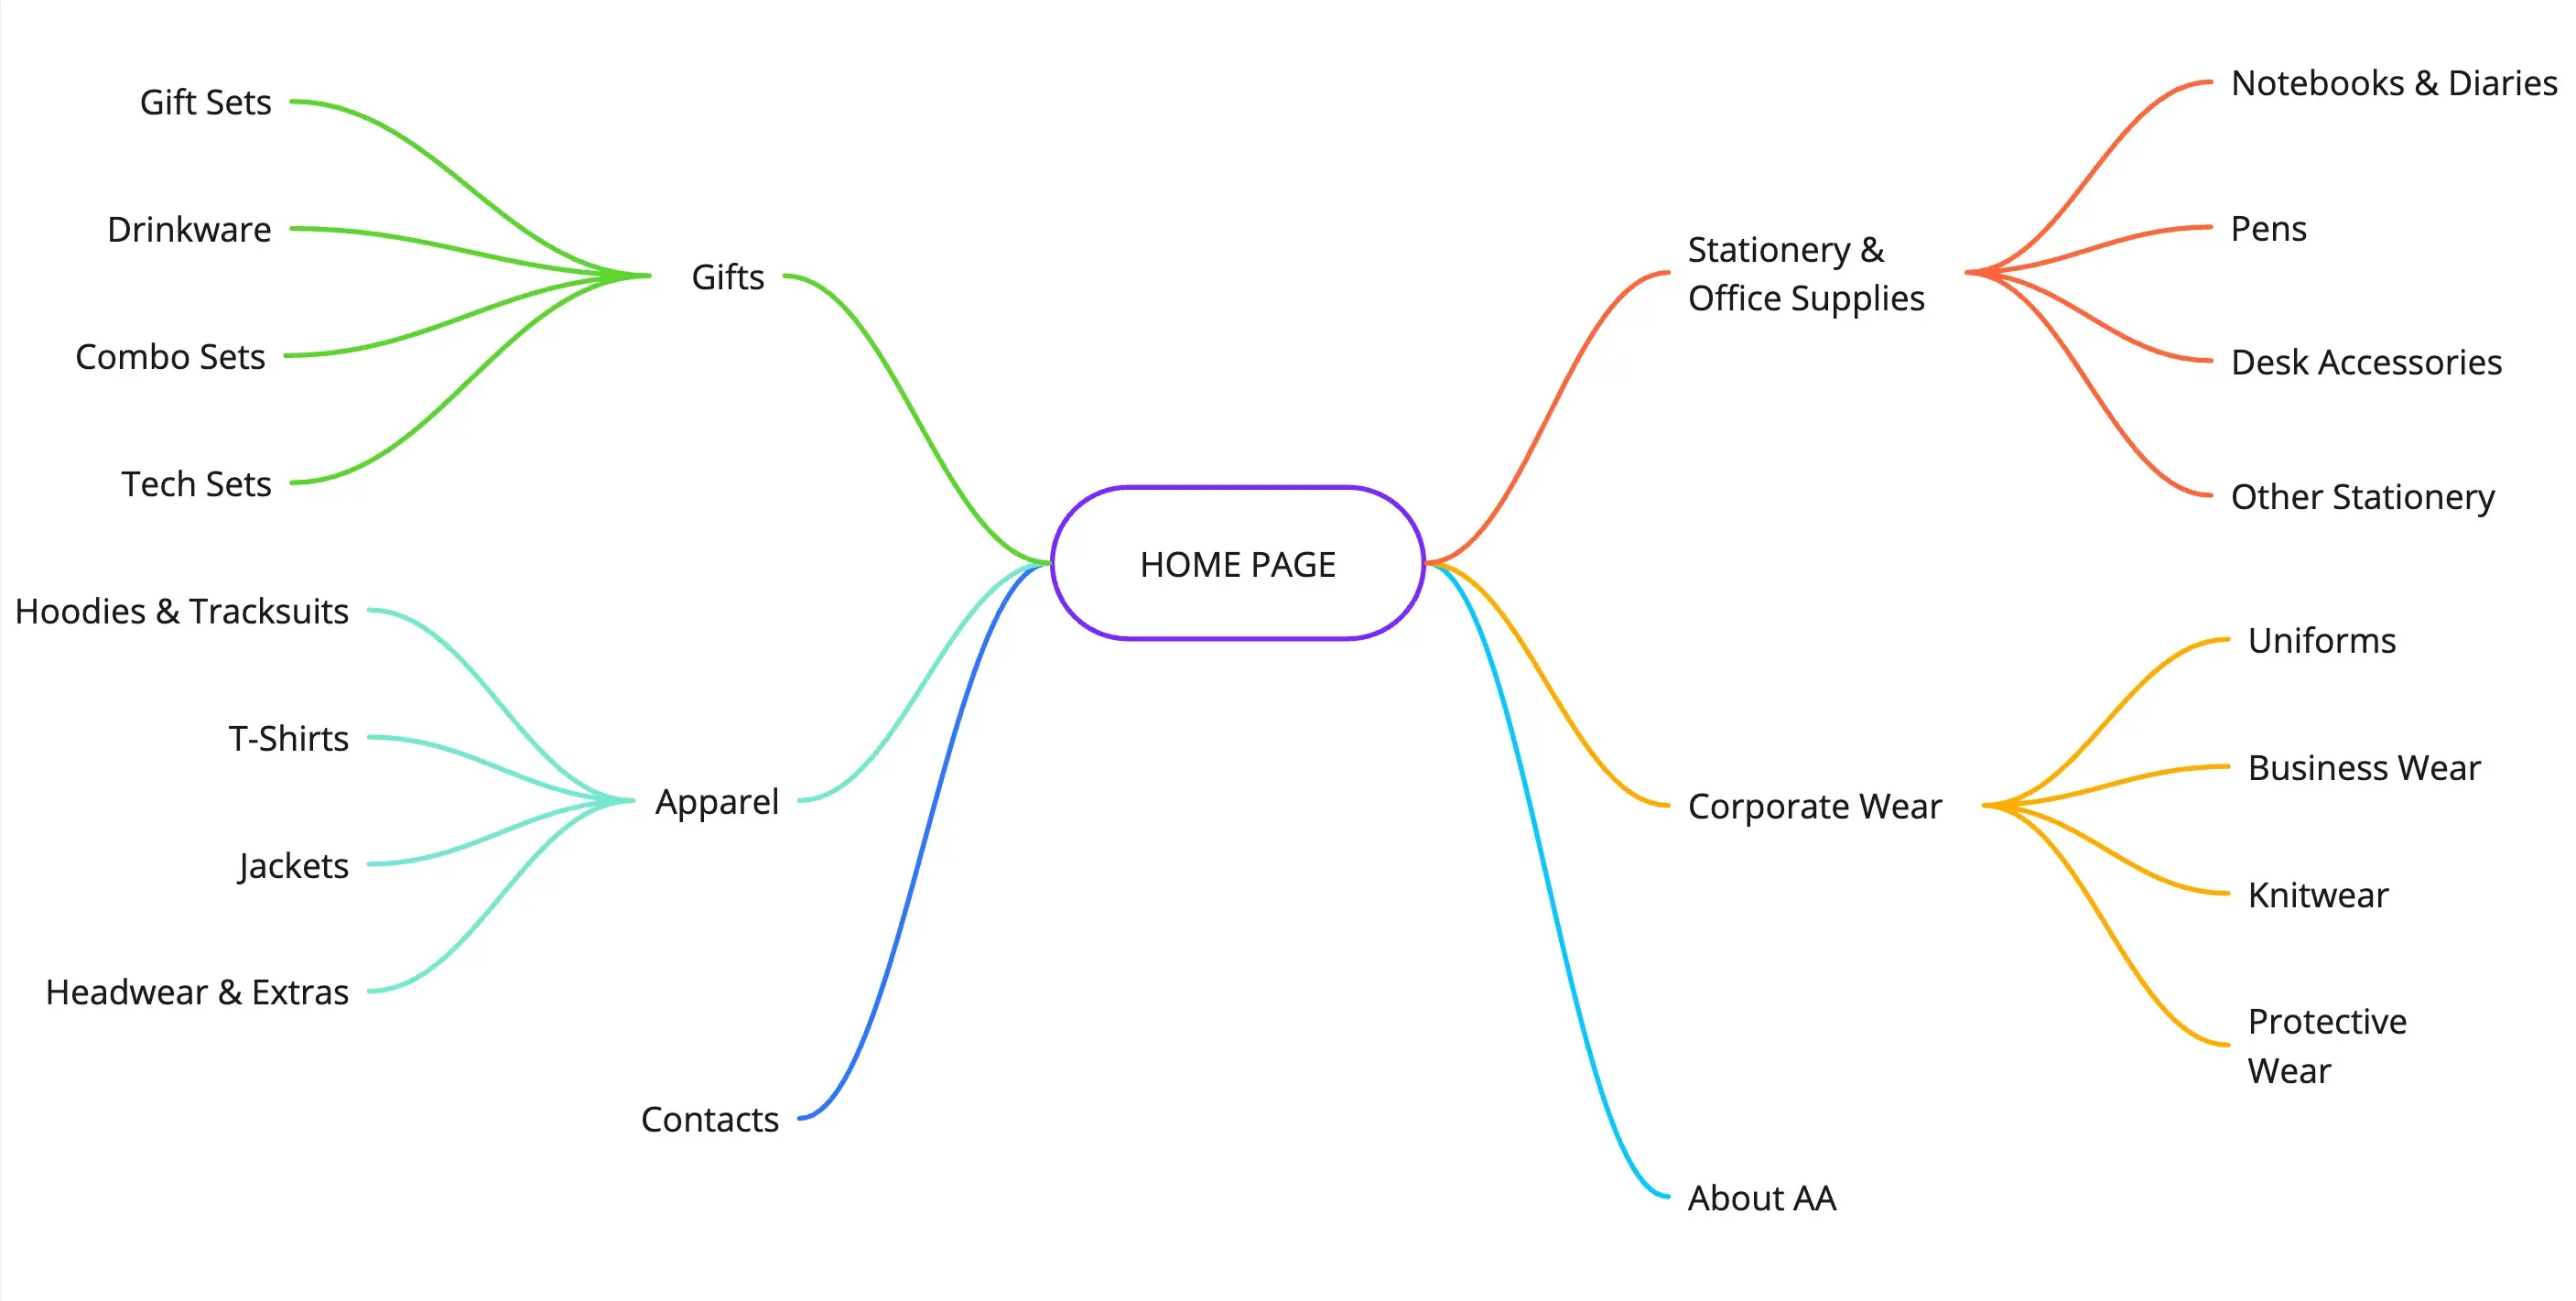 Gift Sets
Drinkware
Combo Sets
Tech Sets
Gifts
Hoodies & Tracksuits
T-Shirts
Jackets
Headwear & Extras
Apparel
Contacts
HOME PAGE
Stationery &
Office Supplies
Notebooks & Diaries
Pens
Desk Accessories
Other Stationery
Corporate Wear
Uniforms
Business Wear
Knitwear
Protective
Wear
About AA